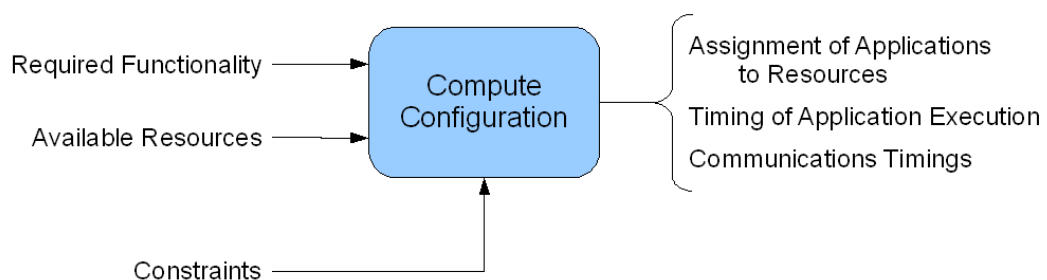 Required Functionality
Available Resources
Constraints
Compute
Configuration
Assignment of Applications
to Resources
Timing of Application Execution
Communications Timings